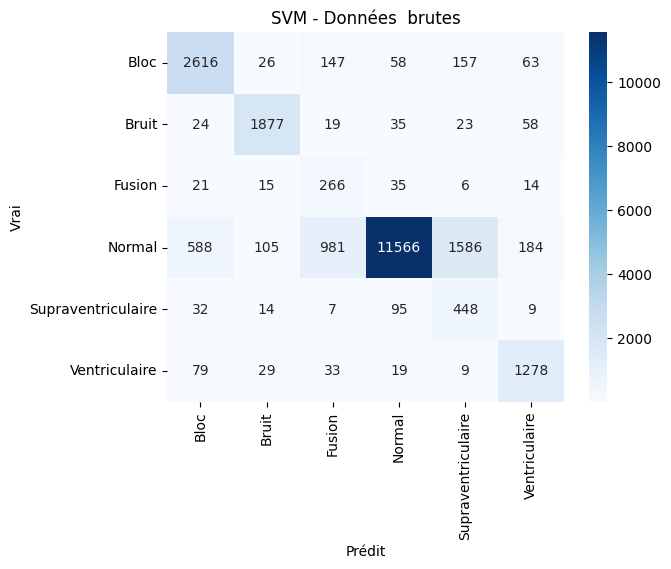 SVM - Données  brutes
Vrai
Bloc 2616 26 147 58 157 63
Bruit 24 1877 19 35 23 58
Fusion 21 15 266 35 6 14
Normal 588 105 981 11566 1586 184
Supraventriculaire 32 14 7 95 448 9
Ventriculaire 79 29 33 19 9 1278
Bloc Bruit Fusion Normal Supraventriculaire Ventriculaire
Prédit
10000
8000
6000
4000
2000